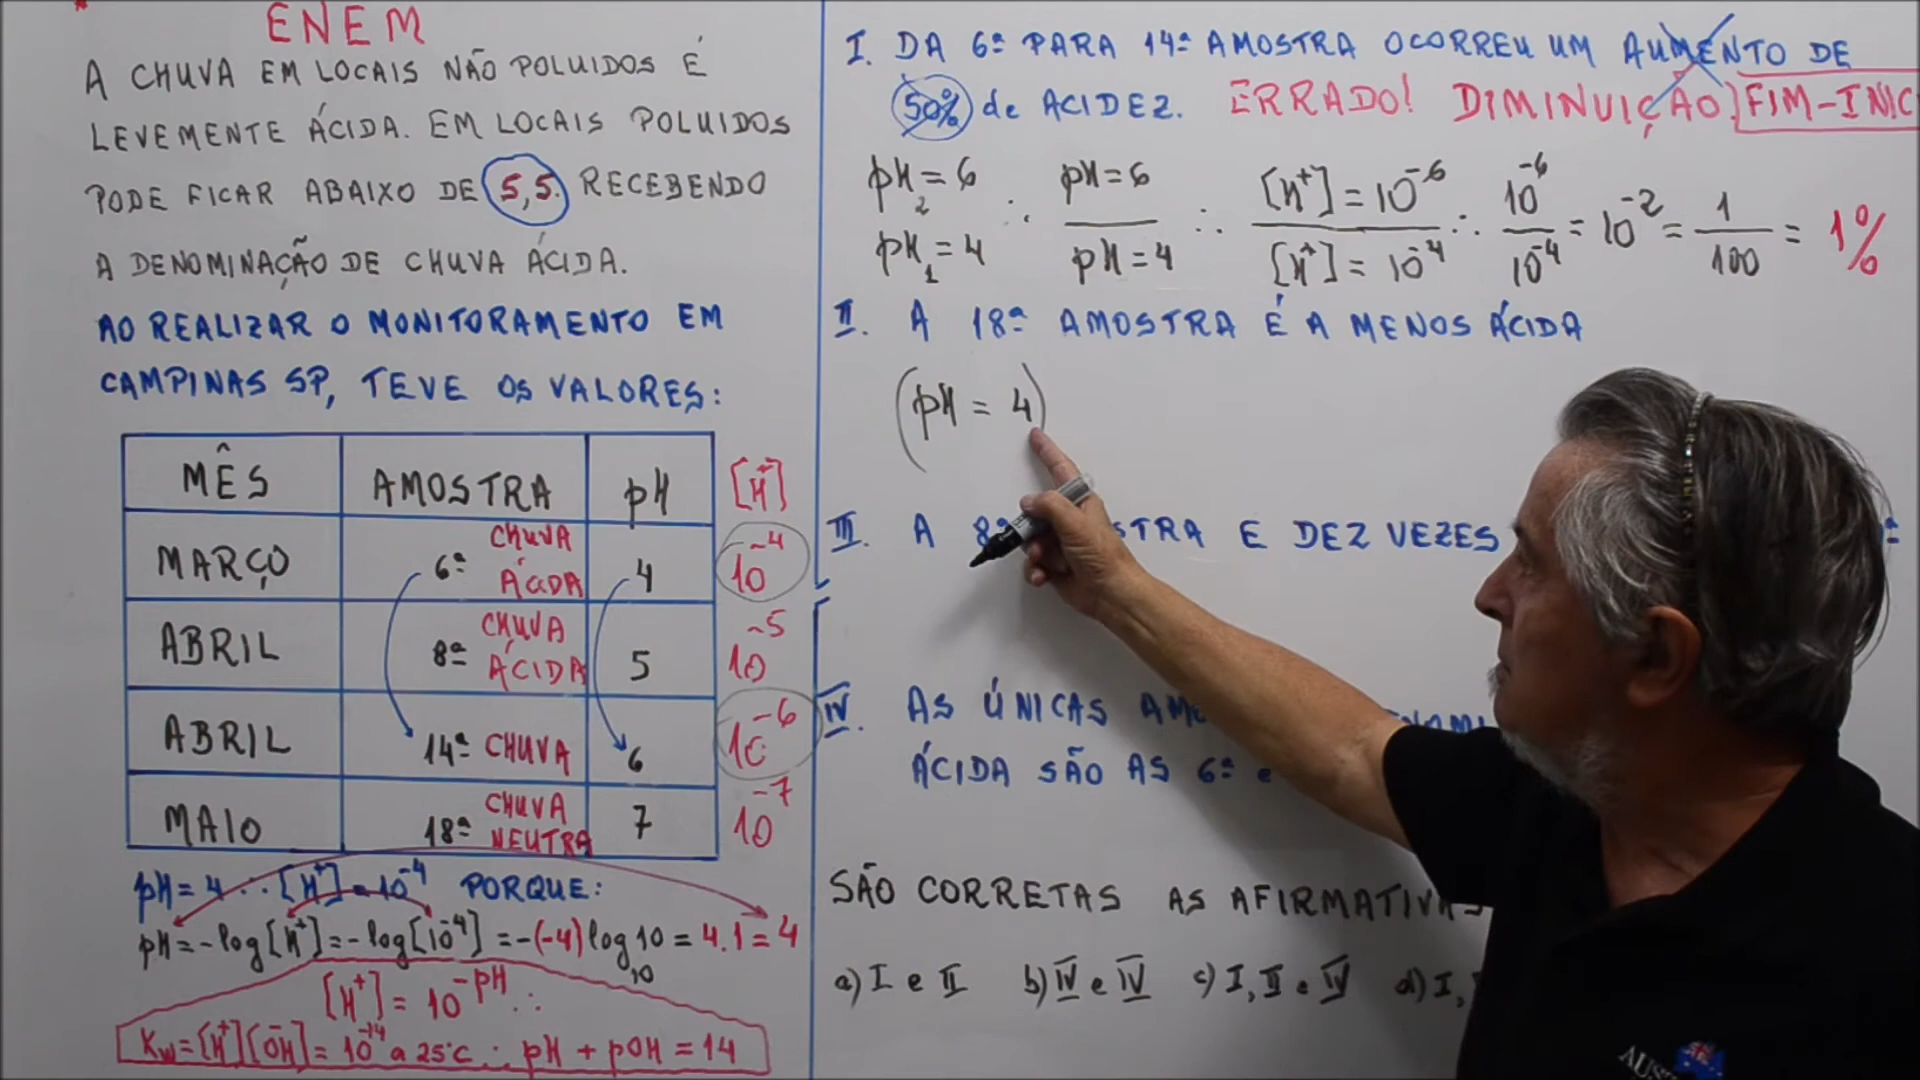 ENEM
A CHUVA EM LOCAIS NÃO POLUIDOS É
LEVEMENTE ÁCIDA. EM LOCAIS POLUIDOS
PODE FICAR ABAIXO DE 5,5. RECEBENDO
A DENOMINAÇÃO DE CHUVA ÁCIDA.
AO REALIZAR O MONITORAMENTO EM
CAMPINAS SP, TEVE OS VALORES:
MÊS AMOSTRA pH [H⁺]
MARÇO 6ª CHUVA ÁCIDA 4 10⁻⁴
ABRIL 8ª CHUVA ÁCIDA 5 10⁻⁵
ABRIL 14ª CHUVA 6 10⁻⁶
MAIO 18ª CHUVA NEUTRA 7 10⁻⁷
pH = 4 ∴ [H⁺] = 10⁻⁴ PORQUE:
pH = -log[H⁺] = -log[10⁻⁴] = -(-4) log₁₀10 = 4.1 = 4
[H⁺] = 10⁻ᵖᴴ ∴
Kw = [H⁺][OH⁻] = 10⁻¹⁴ a 25°C ∴ pH + pOH = 14
I. DA 6ª PARA 14ª AMOSTRA OCORREU UM AUMENTO DE
50% de ACIDEZ. ERRADO! DIMINUIÇÃO. FIM-INIC
pH₂ = 6 ∴ pH = 6 ∴ [H⁺] = 10⁻⁶ ∴ 10⁻⁶
pH₁ = 4 pH = 4 [H⁺] = 10⁻⁴ 10⁻⁴ = 10⁻² = 1/100 = 1%
II. A 18ª AMOSTRA É A MENOS ÁCIDA
(pH = 4)
III. A 8ª STRA E DEZ VEZES
IV. AS ÚNICAS
ÁCIDA SÃO AS 6ª e
SÃO CORRETAS AS AFIRMATIVAS
a) I e II b) IV e IV c) I, II e IV d) I,
AUS